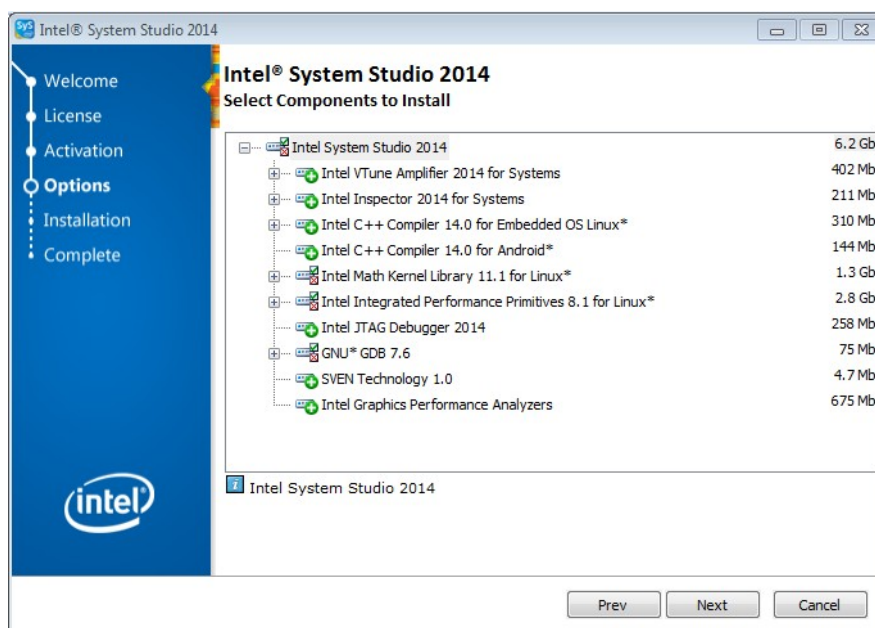 Intel® System Studio 2014
Welcome
License
Activation
Options
Installation
Complete
intel®
Intel® System Studio 2014
Select Components to Install
Intel System Studio 2014 6.2 Gb
Intel VTune Amplifier 2014 for Systems 402 Mb
Intel Inspector 2014 for Systems 211 Mb
Intel C++ Compiler 14.0 for Embedded OS Linux* 310 Mb
Intel C++ Compiler 14.0 for Android* 144 Mb
Intel Math Kernel Library 11.1 for Linux* 1.3 Gb
Intel Integrated Performance Primitives 8.1 for Linux* 2.8 Gb
Intel JTAG Debugger 2014 258 Mb
GNU* GDB 7.6 75 Mb
SVEN Technology 1.0 4.7 Mb
Intel Graphics Performance Analyzers 675 Mb
Intel System Studio 2014
Prev Next Cancel